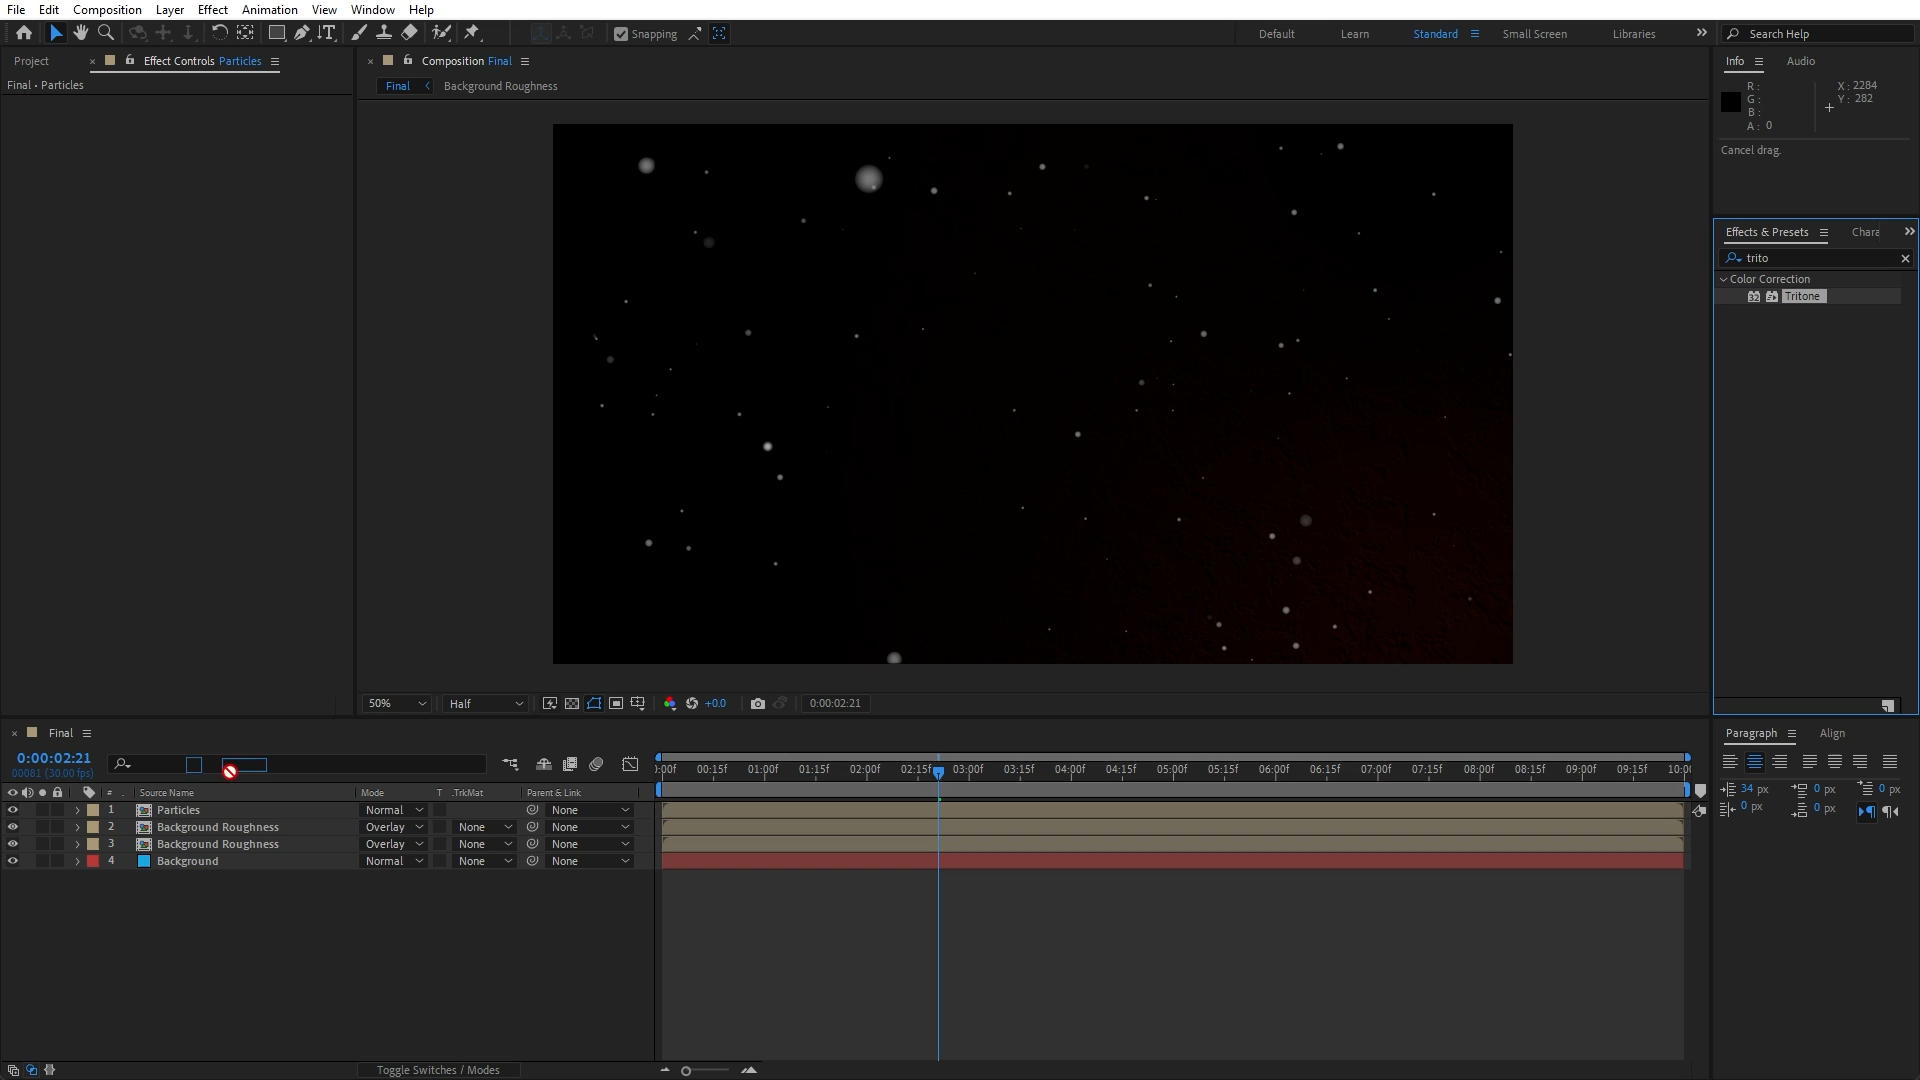 File Edit Composition Layer Effect Animation View Window Help
Snapping
Default Learn Standard Small Screen Libraries
Search Help
Project
Effect Controls Particles
Final • Particles
Composition Final
Final Background Roughness
Info Audio
R :
G :
B :
A : 0
X : 2284
Y : 282
Cancel drag.
Effects & Presets Chara
trito
Color Correction
32 Tritone
50% Half +0.0 0:00:02:21
Final
0:00:02:21
00081 (30.00 fps)
# Source Name Mode T .TrkMat Parent & Link
1 Particles Normal None
2 Background Roughness Overlay None None
3 Background Roughness Overlay None None
4 Background Normal None None
):00f 00:15f 01:00f 01:15f 02:00f 02:15f 03:00f 03:15f 04:00f 04:15f 05:00f 05:15f 06:00f 06:15f 07:00f 07:15f 08:00f 08:15f 09:00f 09:15f 10:0
Toggle Switches / Modes
Paragraph Align
34 px 0 px 0 px
0 px 0 px